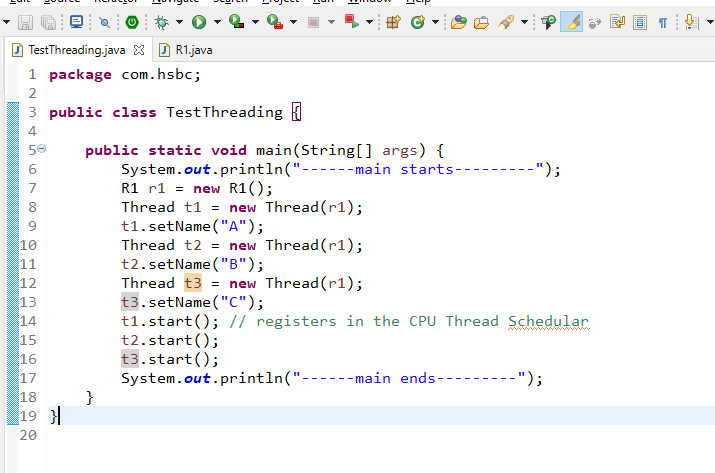 TestThreading.java R1.java
1 package com.hsbc;
2
3 public class TestThreading {
4
5 public static void main(String[] args) {
6 System.out.println("------main starts---------");
7 R1 r1 = new R1();
8 Thread t1 = new Thread(r1);
9 t1.setName("A");
10 Thread t2 = new Thread(r1);
11 t2.setName("B");
12 Thread t3 = new Thread(r1);
13 t3.setName("C");
14 t1.start(); // registers in the CPU Thread Schedular
15 t2.start();
16 t3.start();
17 System.out.println("------main ends---------");
18 }
19 }
20